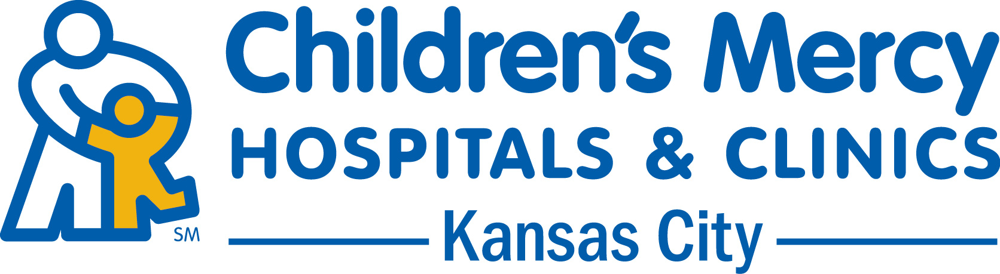 Children's Mercy
HOSPITALS & CLINICS
Kansas City
SM